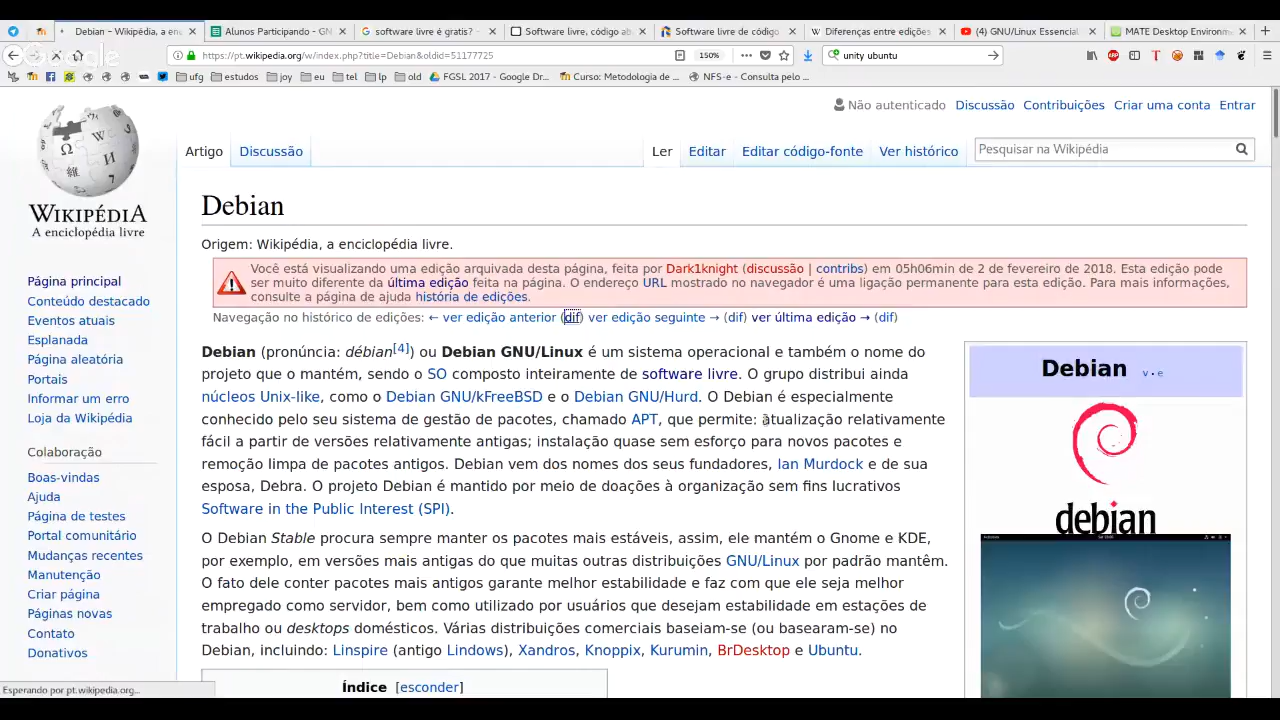 Debian – Wikipédia, a en
Alunos Participando - GN
software livre é gratis? -
Software livre, código ab
Software livre de código
Diferenças entre edições
(4) GNU/Linux Essencial
MATE Desktop Environm
Google
https://pt.wikipedia.org/w/index.php?title=Debian&oldid=51177725
150%
unity ubuntu
ufg
estudos
joy
eu
tel
lp
old
FGSL 2017 - Google Dr...
Curso: Metodologia de ...
NFS-e - Consulta pelo ...
Não autenticado Discussão Contribuições Criar uma conta Entrar
Artigo Discussão Ler Editar Editar código-fonte Ver histórico Pesquisar na Wikipédia
WIKIPÉDIA
A enciclopédia livre
Página principal
Conteúdo destacado
Eventos atuais
Esplanada
Página aleatória
Portais
Informar um erro
Loja da Wikipédia
Colaboração
Boas-vindas
Ajuda
Página de testes
Portal comunitário
Mudanças recentes
Manutenção
Criar página
Páginas novas
Contato
Donativos
Debian
Origem: Wikipédia, a enciclopédia livre.
Você está visualizando uma edição arquivada desta página, feita por Dark1knight (discussão | contribs) em 05h06min de 2 de fevereiro de 2018. Esta edição pode
ser muito diferente da última edição feita na página. O endereço URL mostrado no navegador é uma ligação permanente para esta edição. Para mais informações,
consulte a página de ajuda história de edições.
Navegação no histórico de edições: ← ver edição anterior (dif) ver edição seguinte → (dif) ver última edição → (dif)
Debian (pronúncia: débian[4]) ou Debian GNU/Linux é um sistema operacional e também o nome do
projeto que o mantém, sendo o SO composto inteiramente de software livre. O grupo distribui ainda
núcleos Unix-like, como o Debian GNU/kFreeBSD e o Debian GNU/Hurd. O Debian é especialmente
conhecido pelo seu sistema de gestão de pacotes, chamado APT, que permite: atualização relativamente
fácil a partir de versões relativamente antigas; instalação quase sem esforço para novos pacotes e
remoção limpa de pacotes antigos. Debian vem dos nomes dos seus fundadores, Ian Murdock e de sua
esposa, Debra. O projeto Debian é mantido por meio de doações à organização sem fins lucrativos
Software in the Public Interest (SPI).
O Debian Stable procura sempre manter os pacotes mais estáveis, assim, ele mantém o Gnome e KDE,
por exemplo, em versões mais antigas do que muitas outras distribuições GNU/Linux por padrão mantêm.
O fato dele conter pacotes mais antigos garante melhor estabilidade e faz com que ele seja melhor
empregado como servidor, bem como utilizado por usuários que desejam estabilidade em estações de
trabalho ou desktops domésticos. Várias distribuições comerciais baseiam-se (ou basearam-se) no
Debian, incluindo: Linspire (antigo Lindows), Xandros, Knoppix, Kurumin, BrDesktop e Ubuntu.
Índice [esconder]
Debian v • e
debian
Esperando por pt.wikipedia.org...